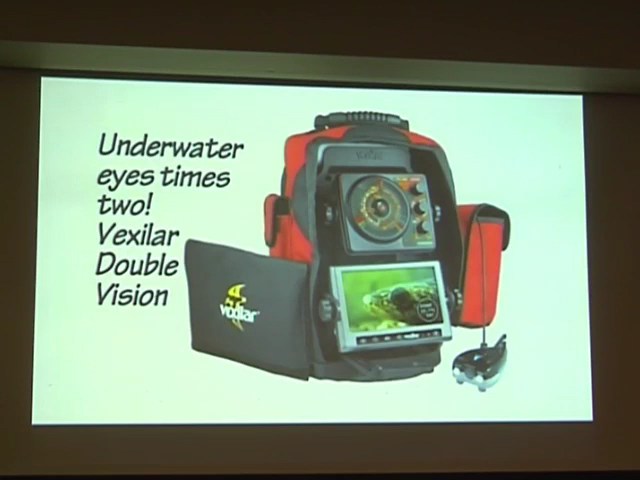 Underwater
eyes times
two!
Vexilar
Double
Vision
vexilar